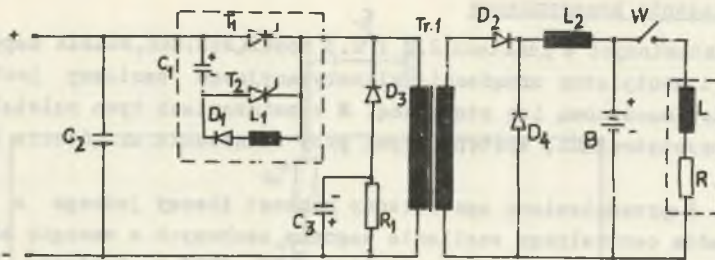 T1 Tr.1 D2 L2 W
+
C1 + T2 D3 + L
C2 D1 L1 D4 B -
- R
C3 + R1
-